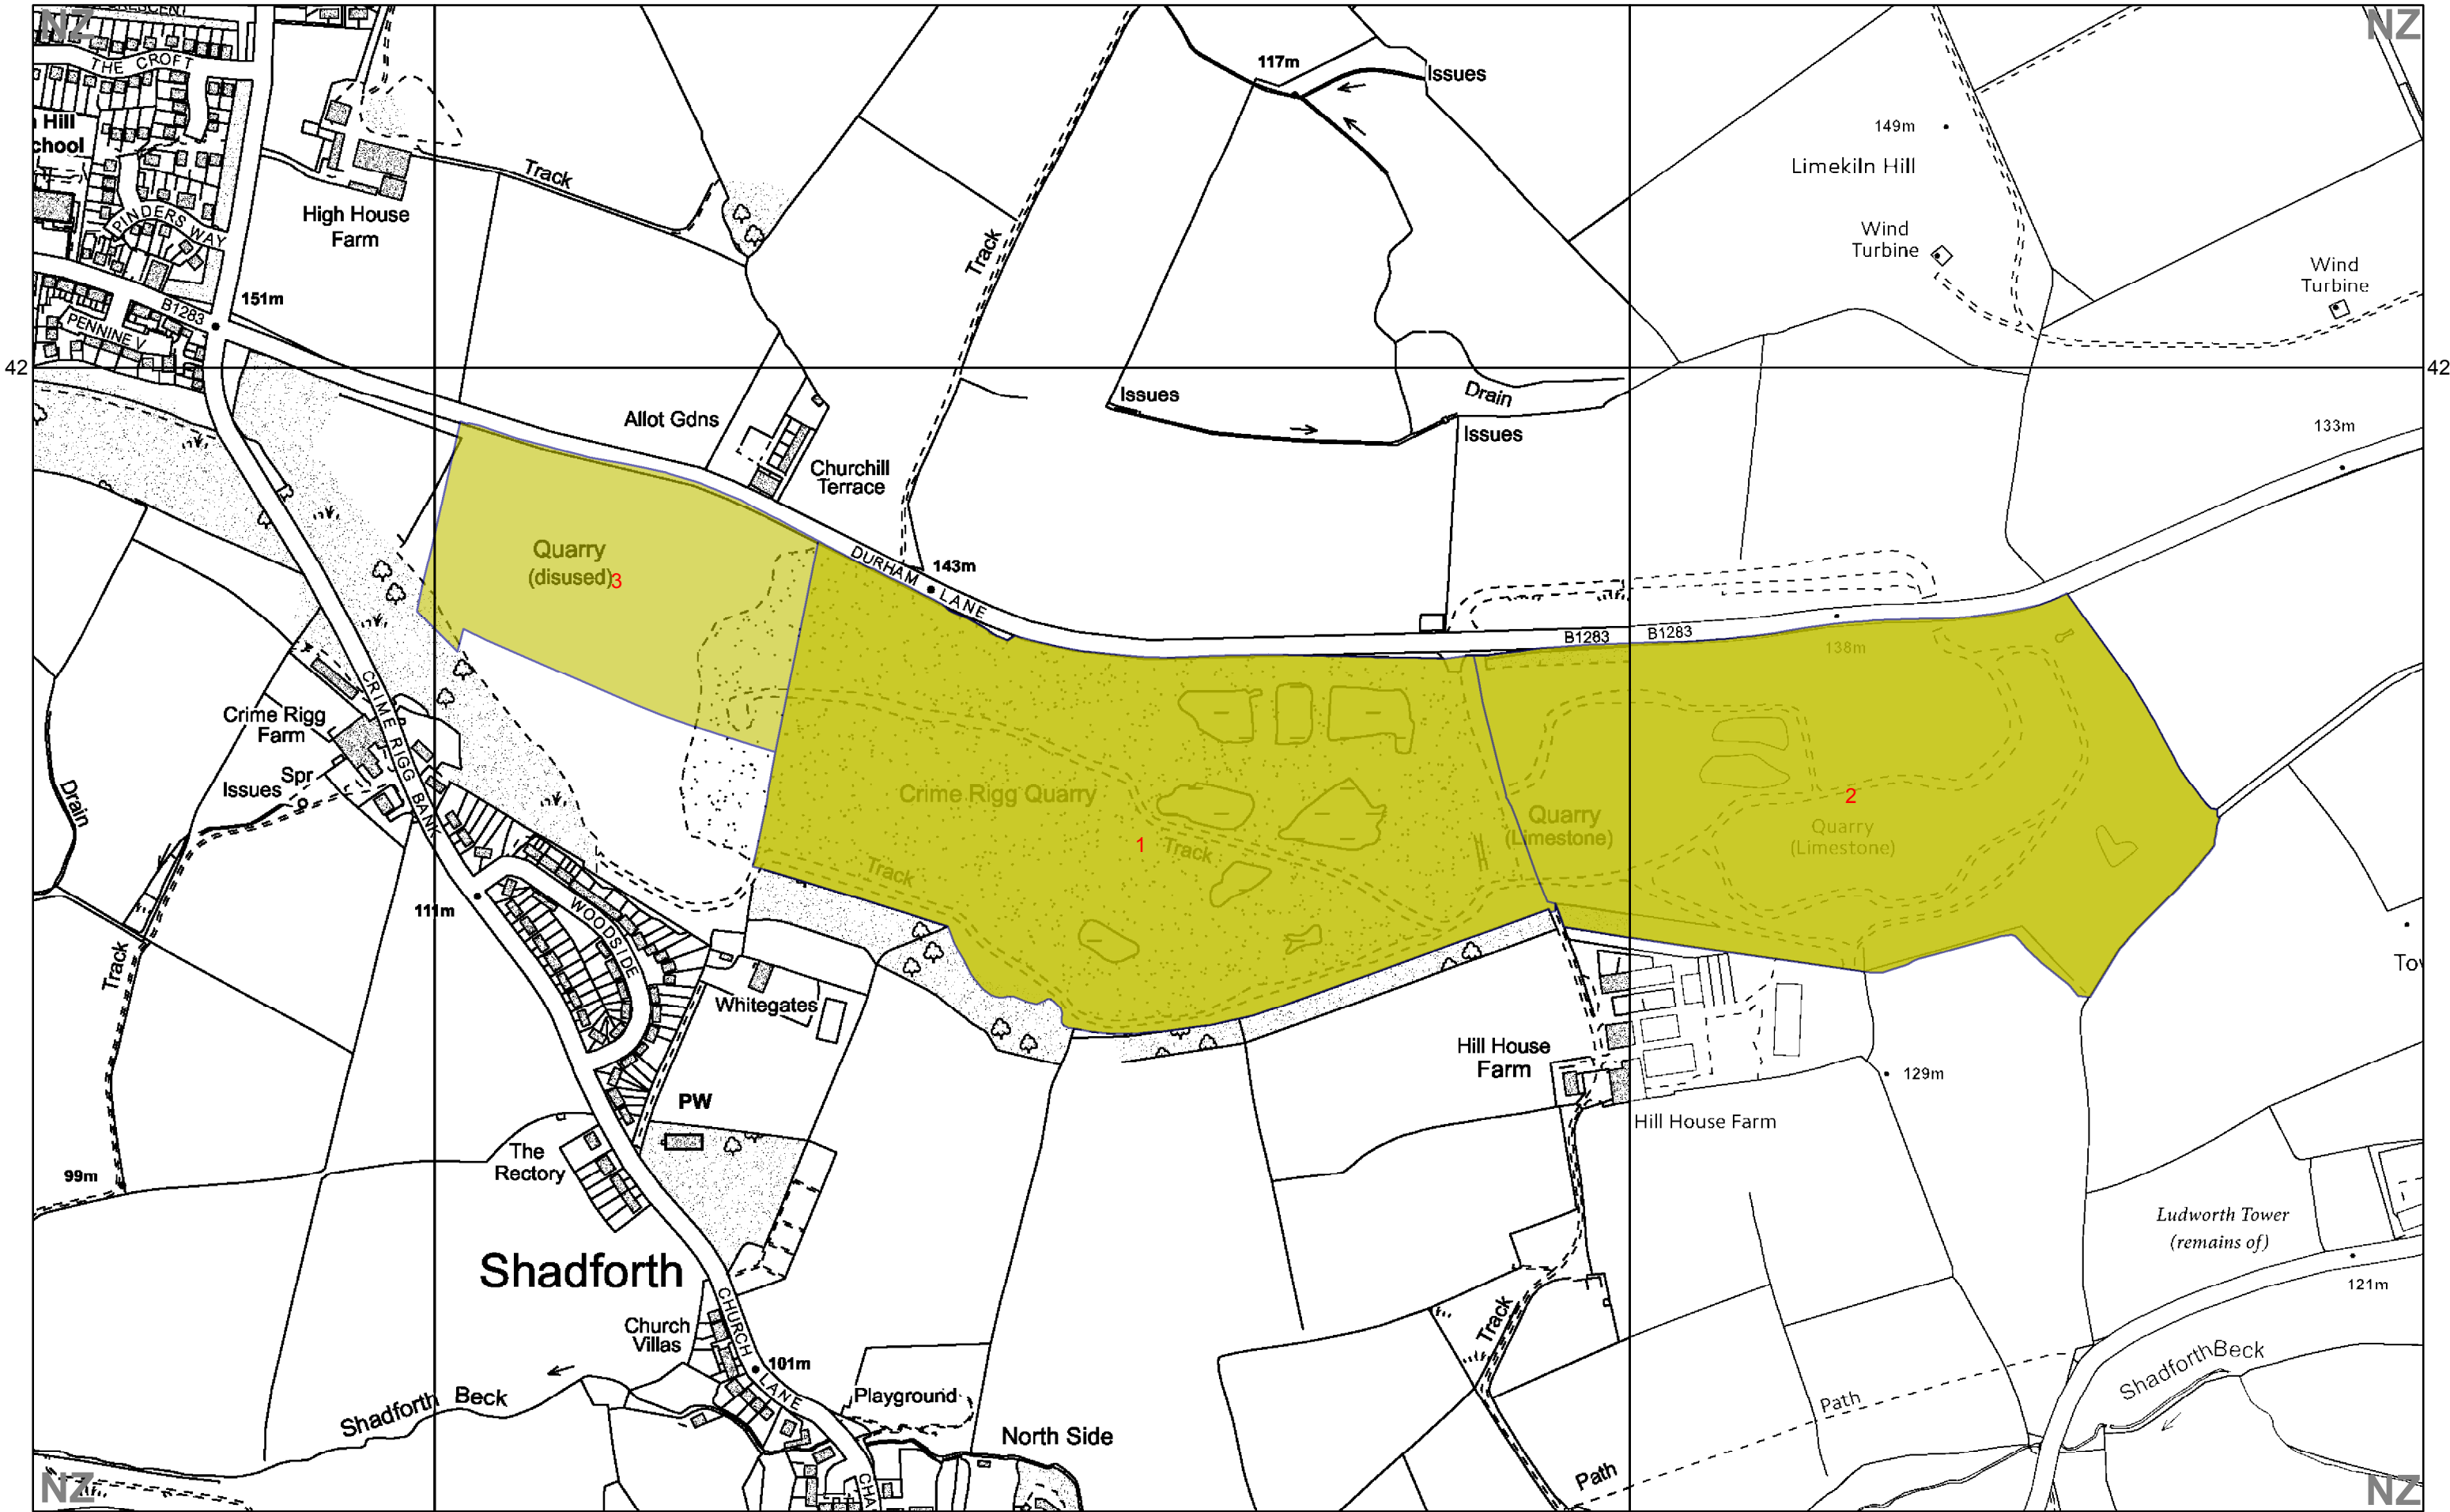 NZ
NZ
CRESCENT
THE CROFT
Hill
chool
PINDERS WAY
High House
Farm
Track
117m
Issues
149m
Limekiln Hill
Wind
Turbine
Wind
Turbine
Track
151m
B1283
PENNINE V
42
42
Allot Gdns
Issues
Drain
Issues
133m
Churchill
Terrace
Quarry
(disused)
3
DURHAM LANE
143m
B1283
B1283
138m
CRIME RIGG BANK
Crime Rigg
Farm
Spr
Issues
Drain
Crime Rigg Quarry
1
Track
Track
Quarry
(Limestone)
2
Quarry
(Limestone)
111m
WOODSIDE
Track
Whitegates
Hill House
Farm
129m
Hill House Farm
PW
The
Rectory
99m
Shadforth
Ludworth Tower
(remains of)
121m
CHURCH LANE
Church
Villas
101m
Track
Shadforth Beck
Playground
Shadforth Beck
Path
North Side
Path
CHA
NZ
NZ